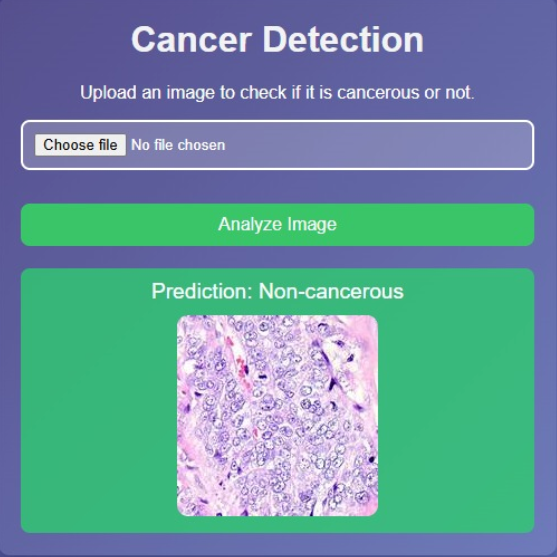 Cancer Detection
Upload an image to check if it is cancerous or not.
Choose file No file chosen
Analyze Image
Prediction: Non-cancerous